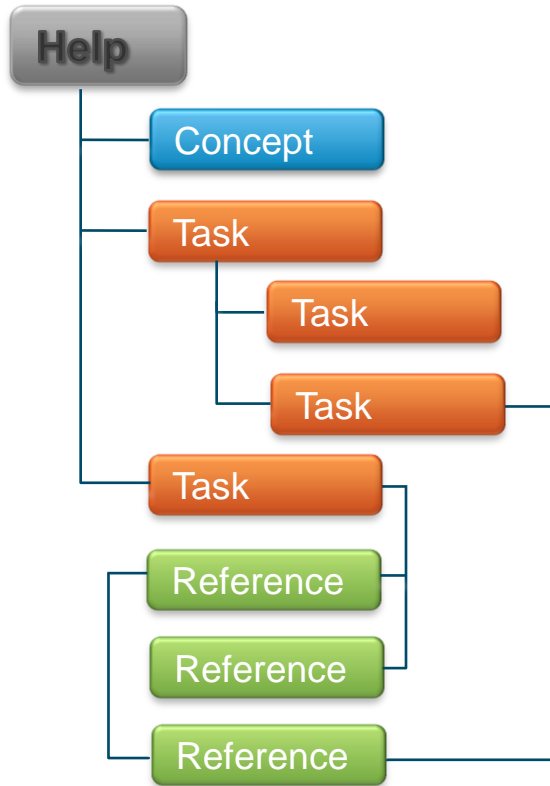 Help
Concept
Task
Task
Task
Task
Reference
Reference
Reference